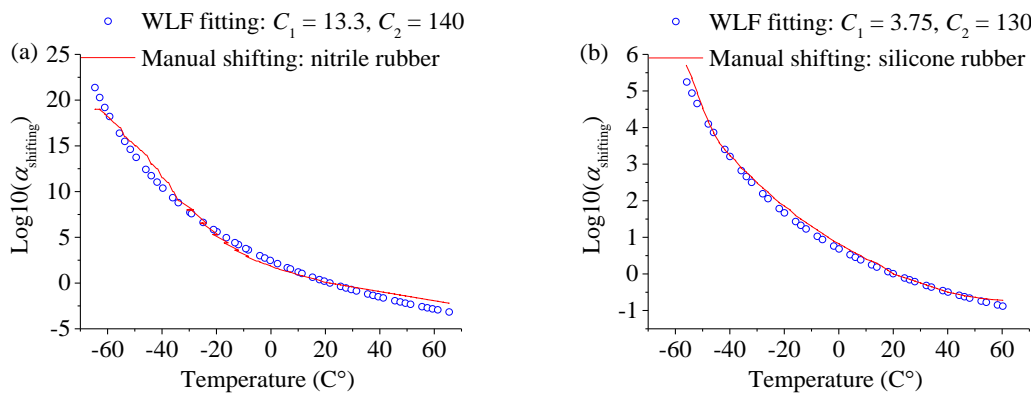 WLF fitting: C₁ = 13.3, C₂ = 140
(a)
Manual shifting: nitrile rubber
25
20
15
10
5
0
-5
Log10(α_shifting)
-60 -40 -20 0 20 40 60
Temperature (C°)
WLF fitting: C₁ = 3.75, C₂ = 130
(b)
Manual shifting: silicone rubber
6
5
4
3
2
1
0
-1
Log10(α_shifting)
-60 -40 -20 0 20 40 60
Temperature (C°)